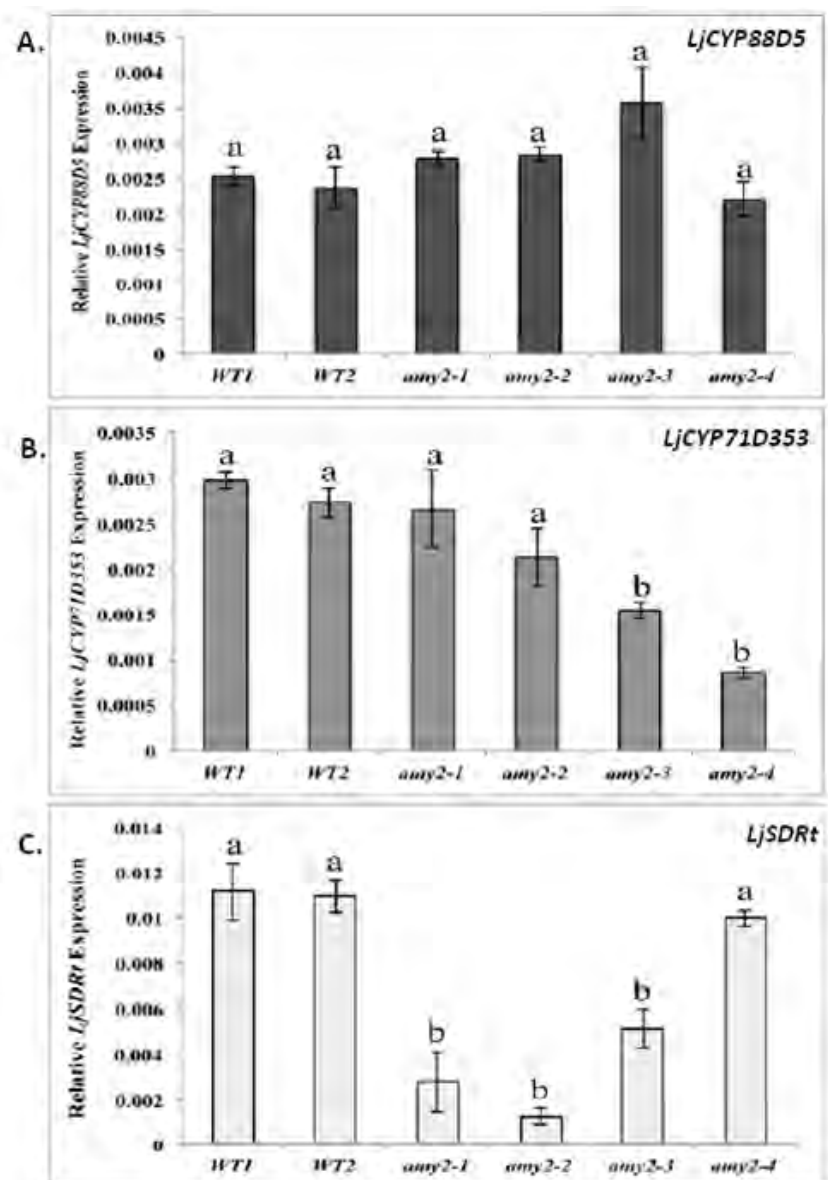 A.
LjCYP88D5
Relative LjCYP88D5 Expression
0.0045
0.004
0.0035
0.003
0.0025
0.002
0.0015
0.001
0.0005
0
a
a
a
a
a
a
WT1 WT2 amy2-1 amy2-2 amy2-3 amy2-4
B.
LjCYP71D353
Relative LjCYP71D353 Expression
0.0035
0.003
0.0025
0.002
0.0015
0.001
0.0005
0
a
a
a
a
b
b
WT1 WT2 amy2-1 amy2-2 amy2-3 amy2-4
C.
LjSDRt
Relative LjSDRt Expression
0.014
0.012
0.01
0.008
0.006
0.004
0.002
0
a
a
b
b
b
a
WT1 WT2 amy2-1 amy2-2 amy2-3 amy2-4